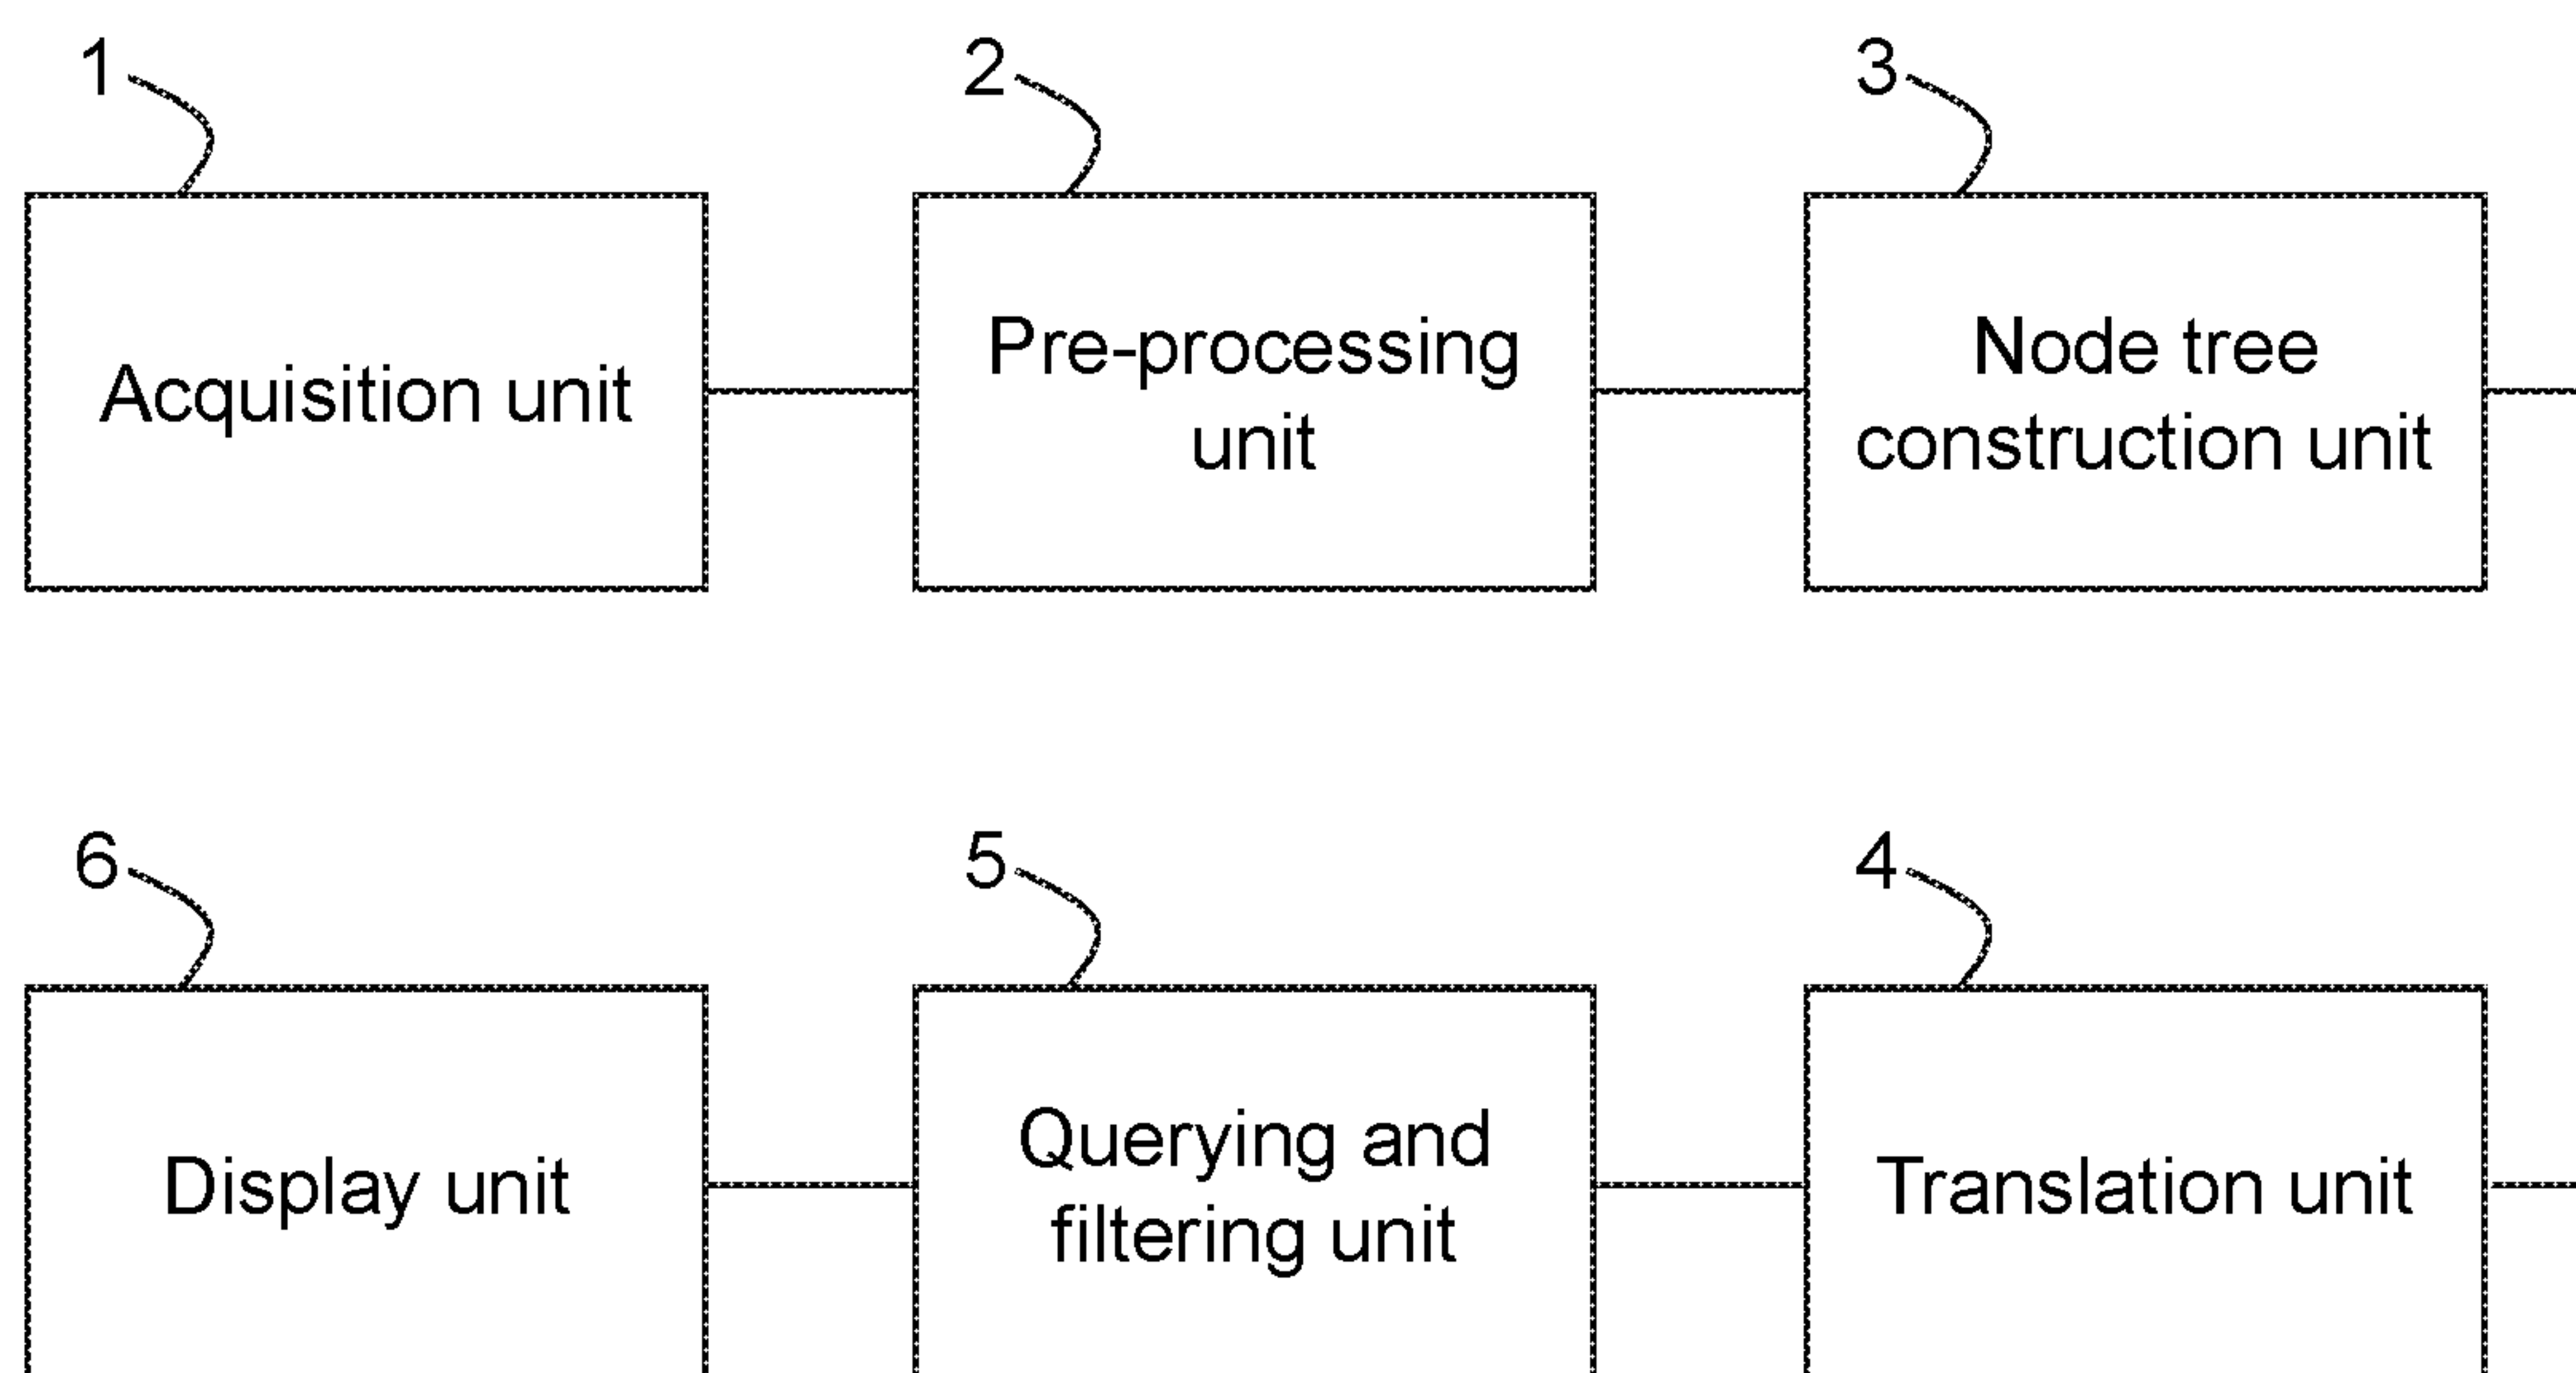 1
2
3
Acquisition unit
Pre-processing
unit
Node tree
construction unit
6
5
4
Display unit
Querying and
filtering unit
Translation unit